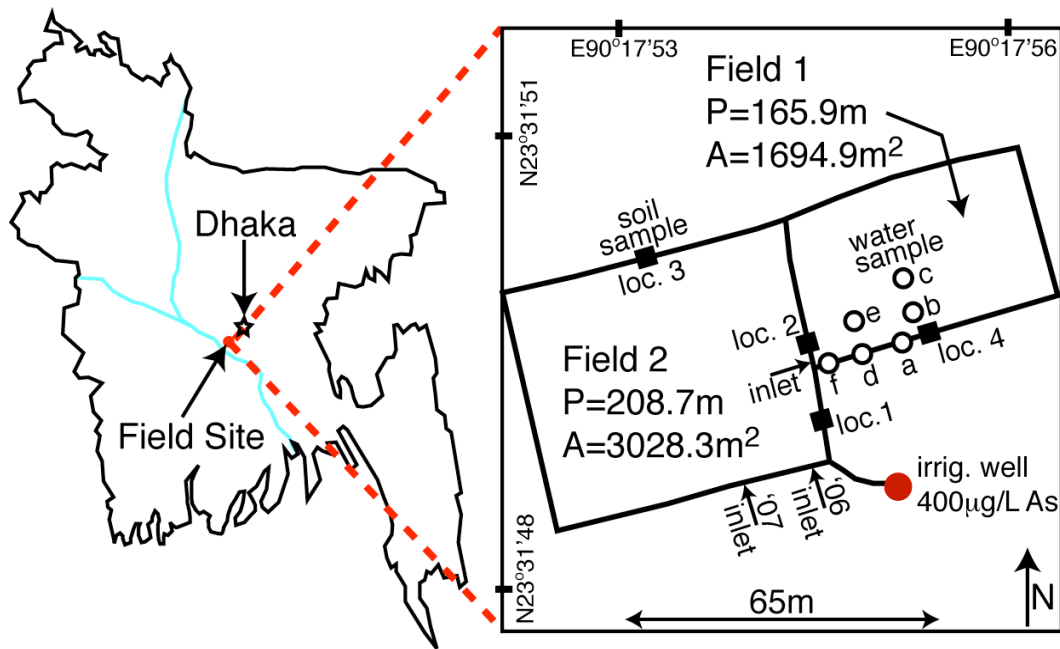 Dhaka
Field Site
E90°17'53
E90°17'56
N23°31'51
N23°31'48
Field 1
P=165.9m
A=1694.9m²
soil
sample
loc. 3
water
sample
c
b
e
loc. 2
loc. 4
inlet
f
d
a
Field 2
P=208.7m
A=3028.3m²
loc.1
'07
inlet
'06
inlet
irrig. well
400µg/L As
65m
N